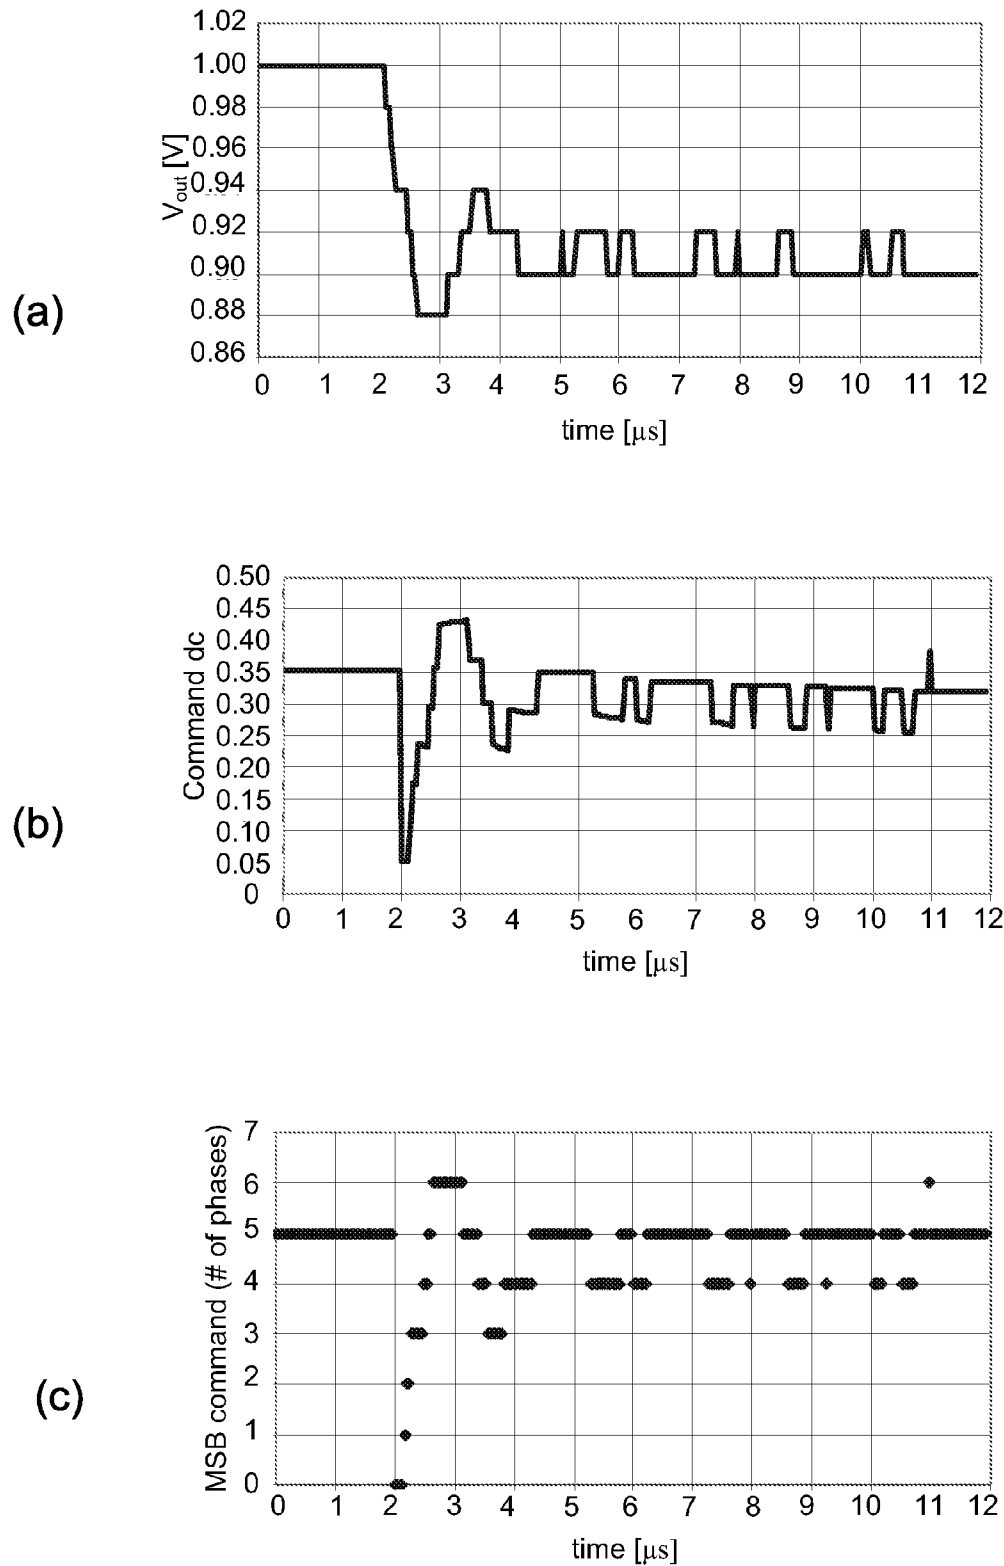 (a)
V_out [V]
1.02
1.00
0.98
0.96
0.94
0.92
0.90
0.88
0.86
0 1 2 3 4 5 6 7 8 9 10 11 12
time [μs]
(b)
Command dc
0.50
0.45
0.40
0.35
0.30
0.25
0.20
0.15
0.10
0.05
0
0 1 2 3 4 5 6 7 8 9 10 11 12
time [μs]
(c)
MSB command (# of phases)
7
6
5
4
3
2
1
0
0 1 2 3 4 5 6 7 8 9 10 11 12
time [μs]